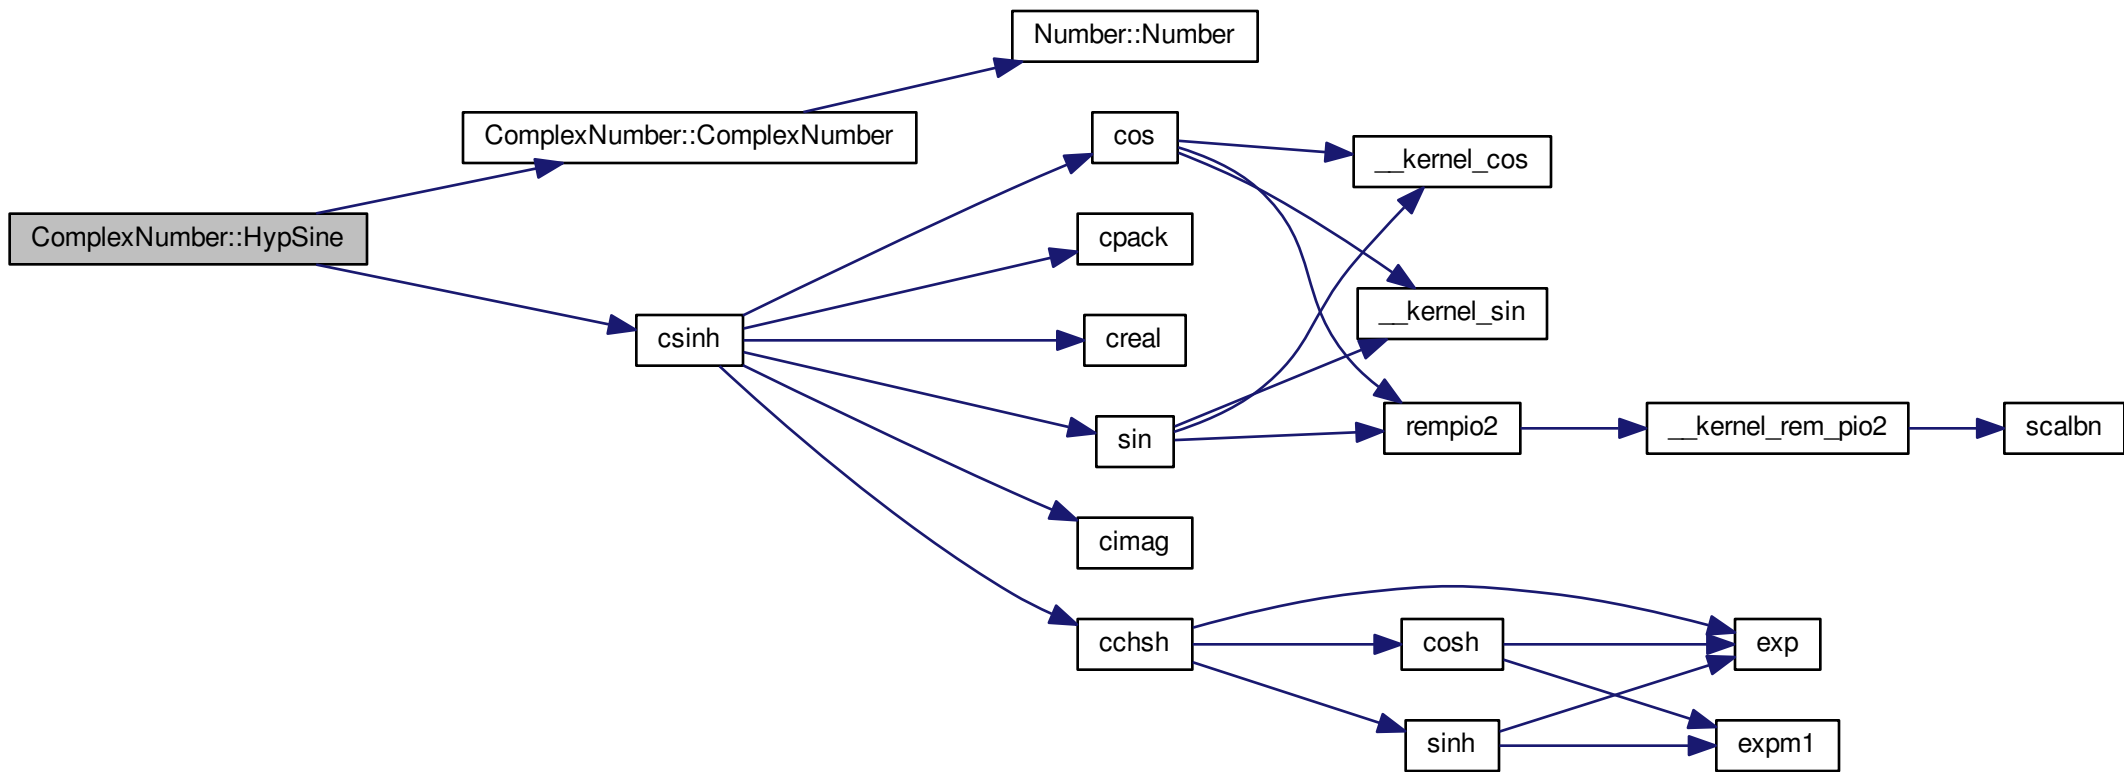 Number::Number
ComplexNumber::ComplexNumber
cos
__kernel_cos
ComplexNumber::HypSine
cpack
__kernel_sin
csinh
creal
sin
rempio2
__kernel_rem_pio2
scalbn
cimag
cchsh
cosh
exp
sinh
expm1